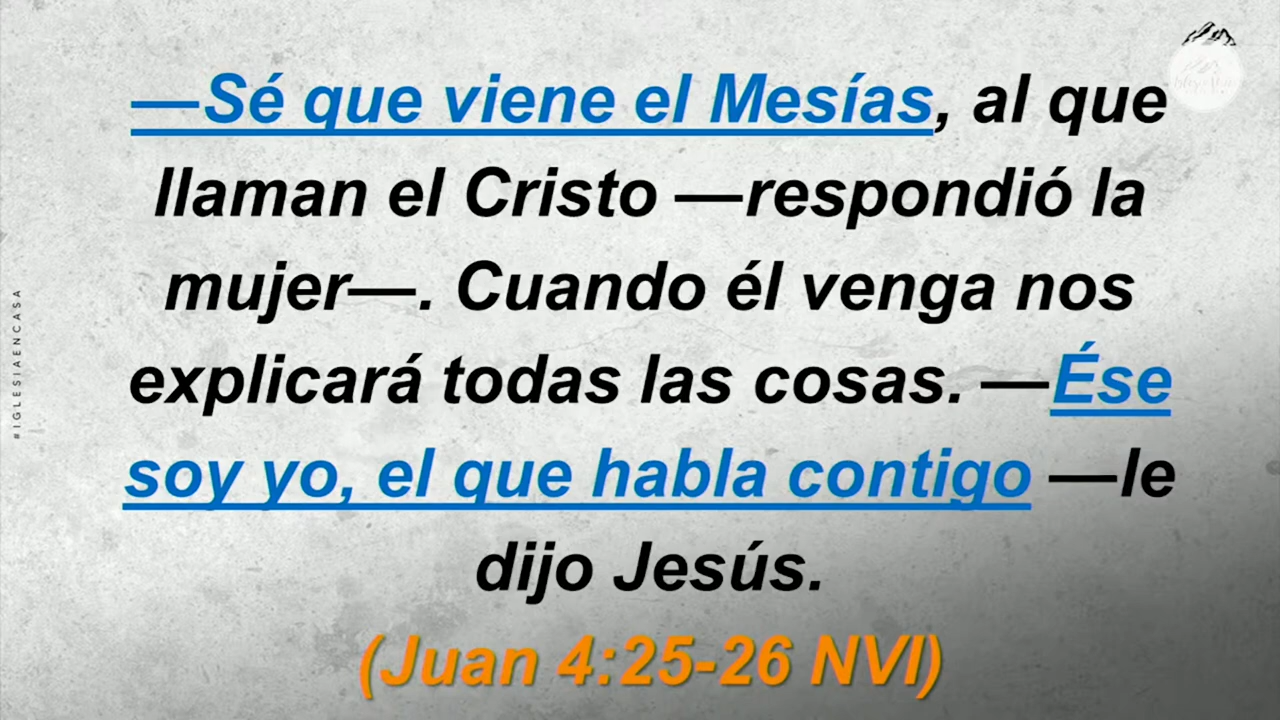 —Sé que viene el Mesías, al que
llaman el Cristo —respondió la
mujer—. Cuando él venga nos
explicará todas las cosas. —Ése
soy yo, el que habla contigo —le
dijo Jesús.
(Juan 4:25-26 NVI)
#IGLESIAENCASA